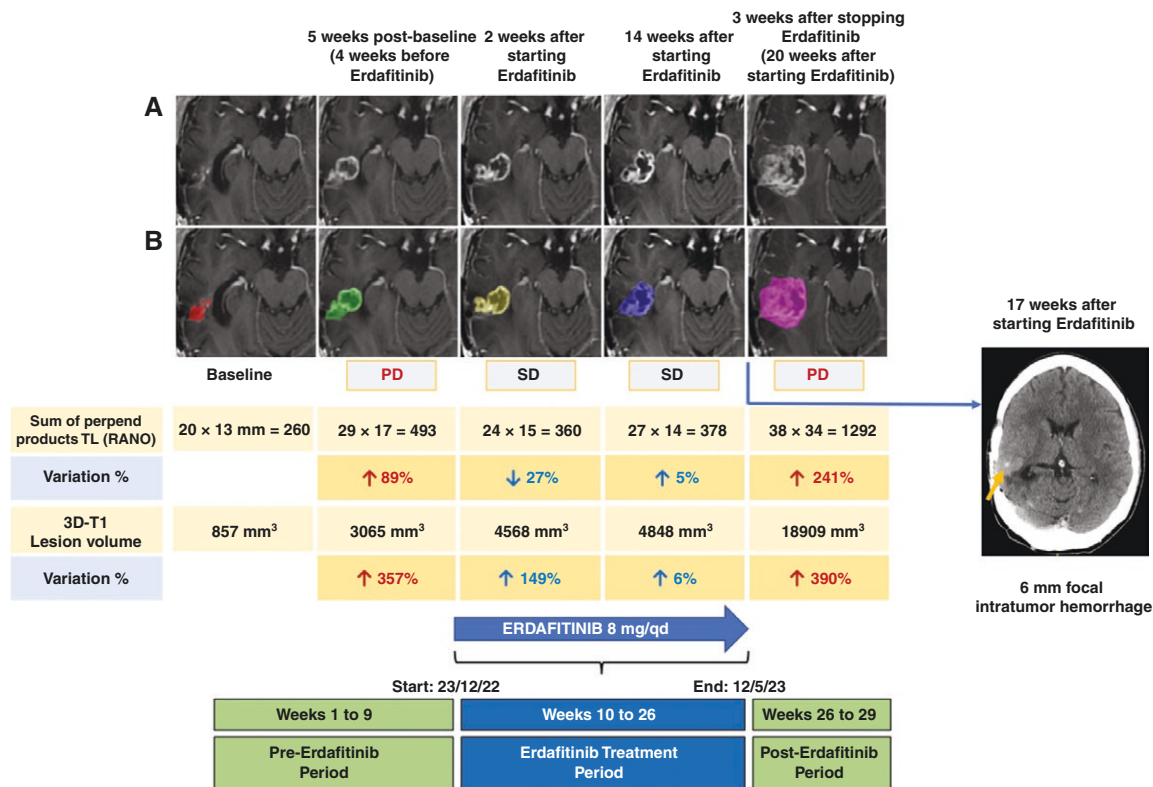 5 weeks post-baseline
(4 weeks before
Erdafitinib)
2 weeks after
starting
Erdafitinib
14 weeks after
starting
Erdafitinib
3 weeks after stopping
Erdafitinib
(20 weeks after
starting Erdafitinib)
A
B
17 weeks after
starting Erdafitinib
Baseline
PD
SD
SD
PD
Sum of perpend
products TL (RANO)
20 × 13 mm = 260
29 × 17 = 493
24 × 15 = 360
27 × 14 = 378
38 × 34 = 1292
Variation %
↑ 89%
↓ 27%
↑ 5%
↑ 241%
3D-T1
Lesion volume
857 mm³
3065 mm³
4568 mm³
4848 mm³
18909 mm³
Variation %
↑ 357%
↑ 149%
↑ 6%
↑ 390%
6 mm focal
intratumor hemorrhage
ERDAFITINIB 8 mg/qd
Start: 23/12/22
End: 12/5/23
Weeks 1 to 9
Weeks 10 to 26
Weeks 26 to 29
Pre-Erdafitinib
Period
Erdafitinib Treatment
Period
Post-Erdafitinib
Period